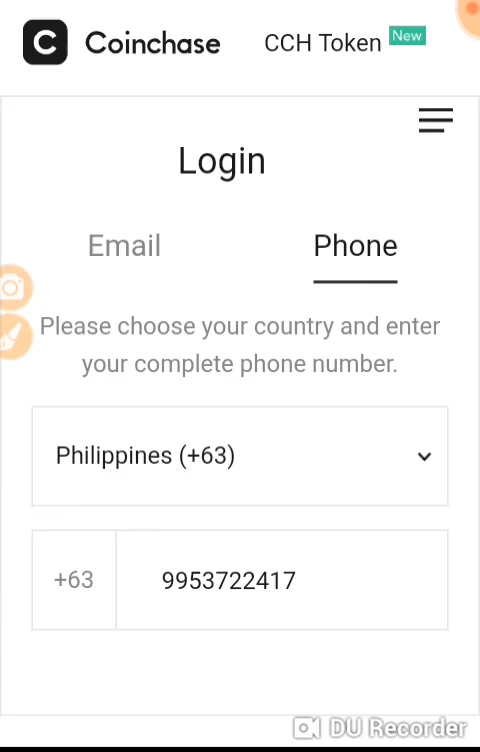 C Coinchase CCH Token New
Login
Email Phone
Please choose your country and enter
your complete phone number.
Philippines (+63)
+63 9953722417
DU Recorder